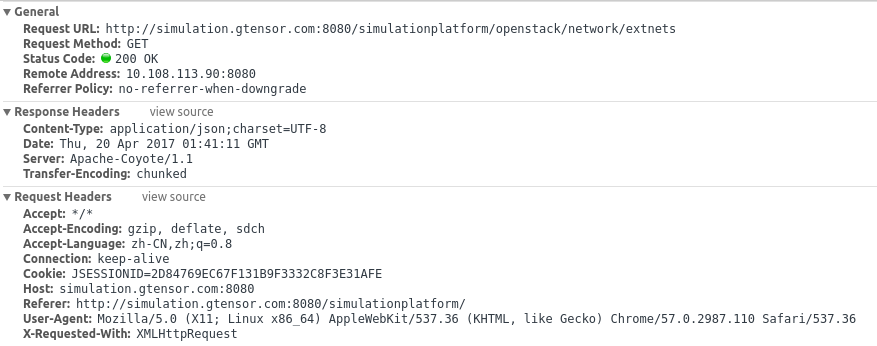 General
Request URL: http://simulation.gtensor.com:8080/simulationplatform/openstack/network/extnets
Request Method: GET
Status Code: 200 OK
Remote Address: 10.108.113.90:8080
Referrer Policy: no-referrer-when-downgrade
Response Headers view source
Content-Type: application/json;charset=UTF-8
Date: Thu, 20 Apr 2017 01:41:11 GMT
Server: Apache-Coyote/1.1
Transfer-Encoding: chunked
Request Headers view source
Accept: */*
Accept-Encoding: gzip, deflate, sdch
Accept-Language: zh-CN,zh;q=0.8
Connection: keep-alive
Cookie: JSESSIONID=2D84769EC67F131B9F3332C8F3E31AFE
Host: simulation.gtensor.com:8080
Referer: http://simulation.gtensor.com:8080/simulationplatform/
User-Agent: Mozilla/5.0 (X11; Linux x86_64) AppleWebKit/537.36 (KHTML, like Gecko) Chrome/57.0.2987.110 Safari/537.36
X-Requested-With: XMLHttpRequest